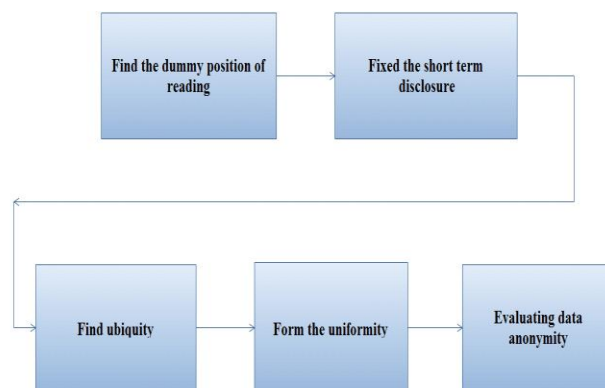 Find the dummy position of
reading
Fixed the short term
disclosure
Find ubiquity
Form the uniformity
Evaluating data
anonymity